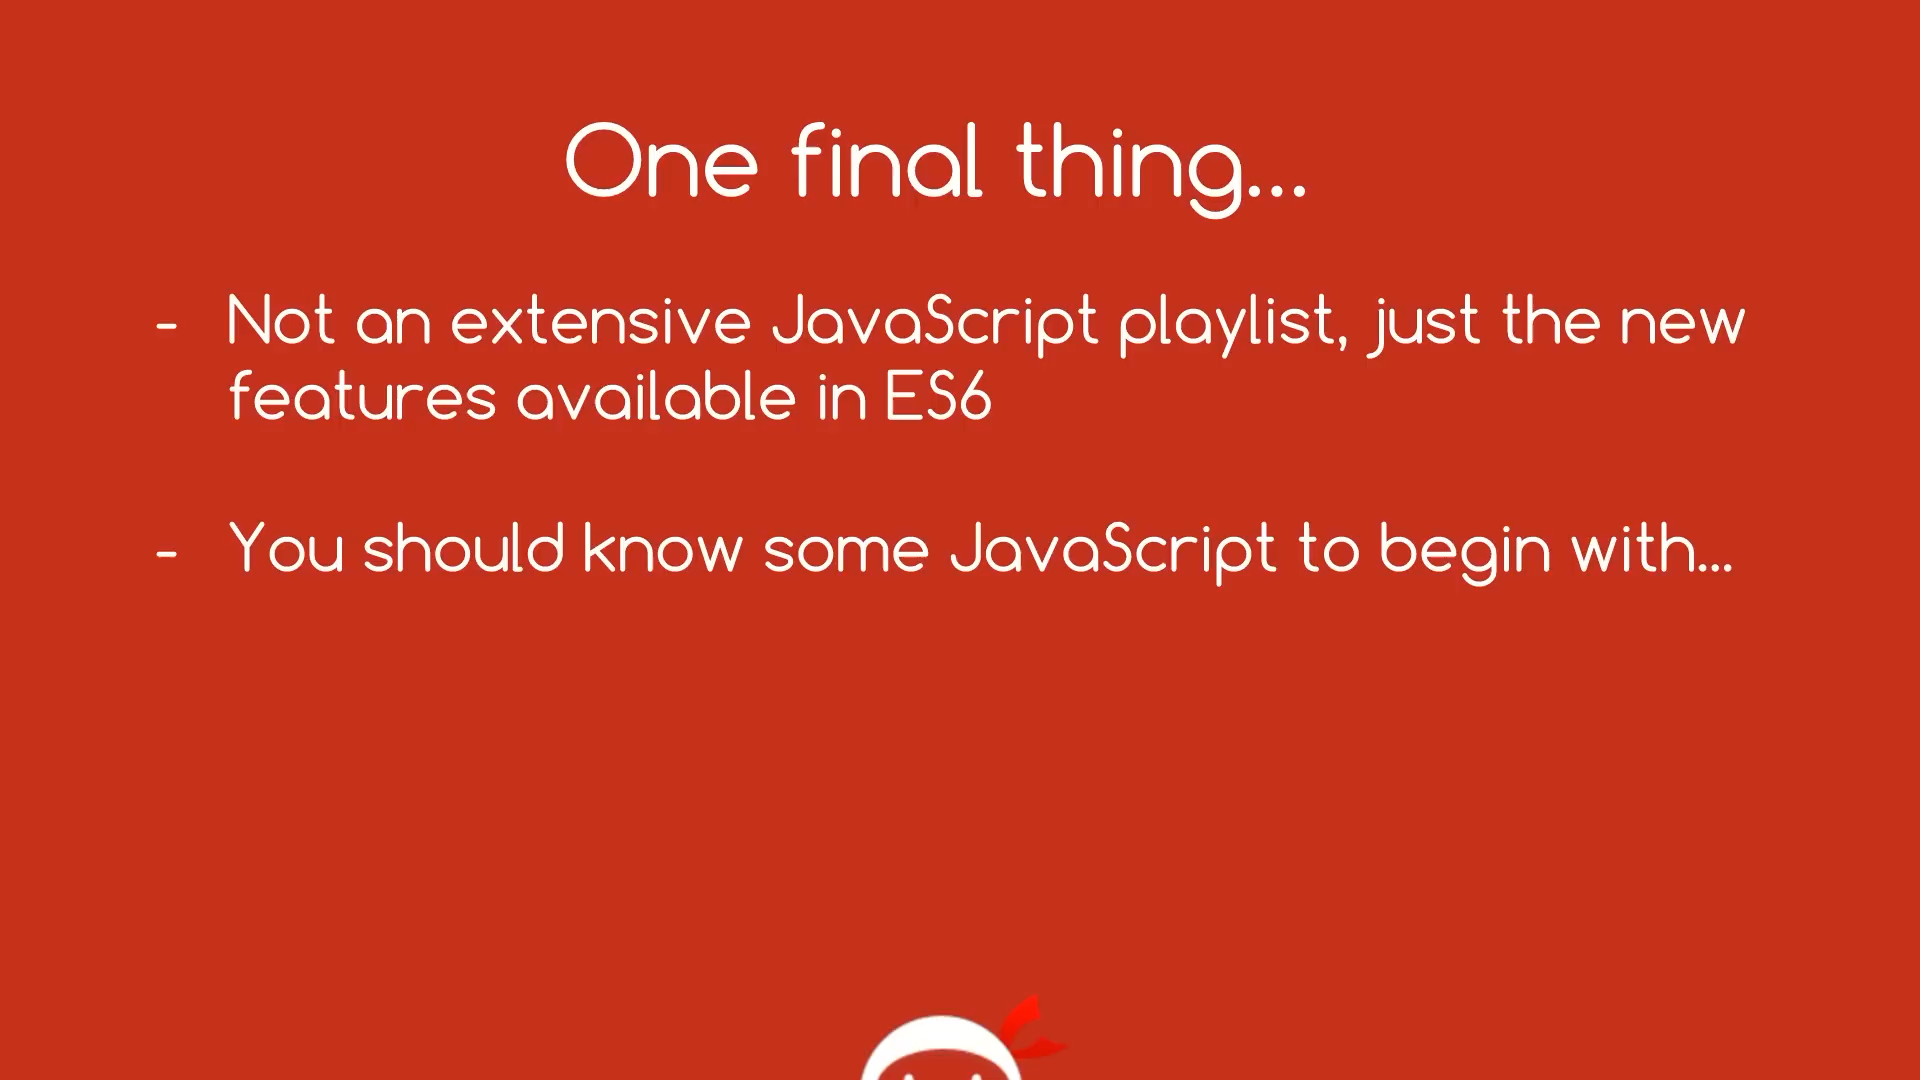 One final thing...
- Not an extensive JavaScript playlist, just the new
features available in ES6
- You should know some JavaScript to begin with...